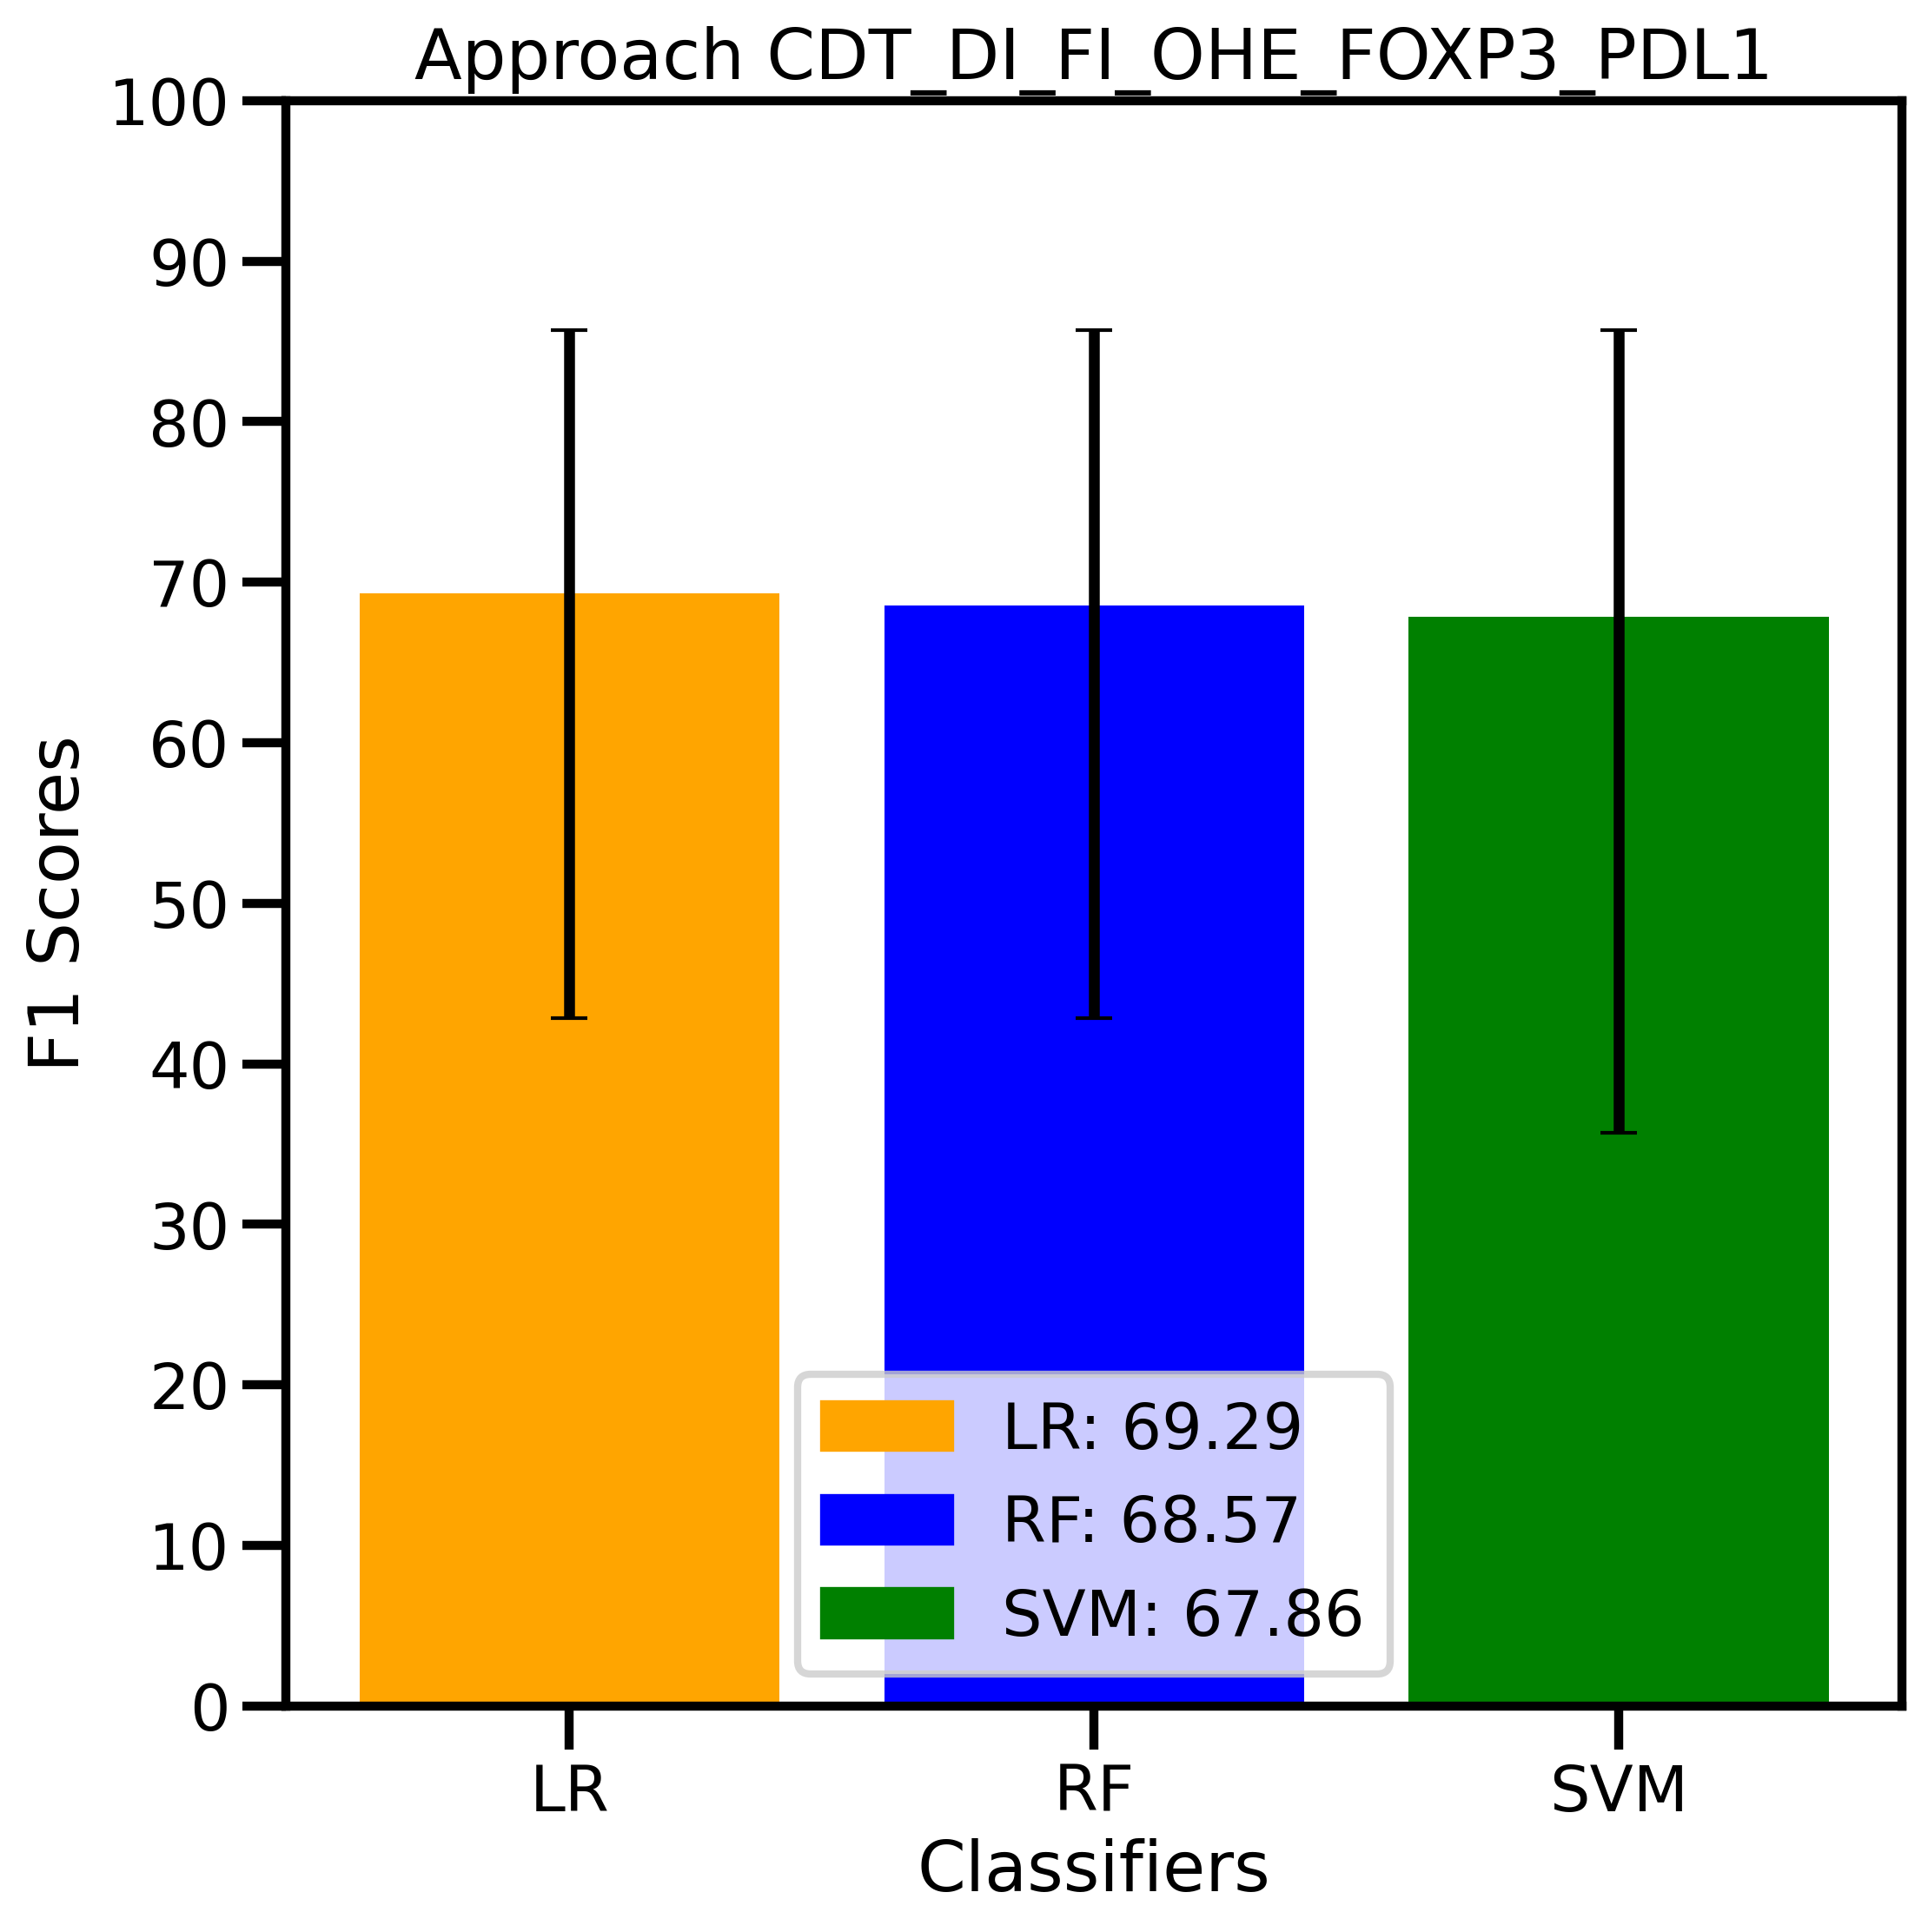 Approach CDT_DI_FI_OHE_FOXP3_PDL1
100
90
80
70
60
50
40
30
20
10
0
F1 Scores
LR: 69.29
RF: 68.57
SVM: 67.86
LR RF SVM
Classifiers